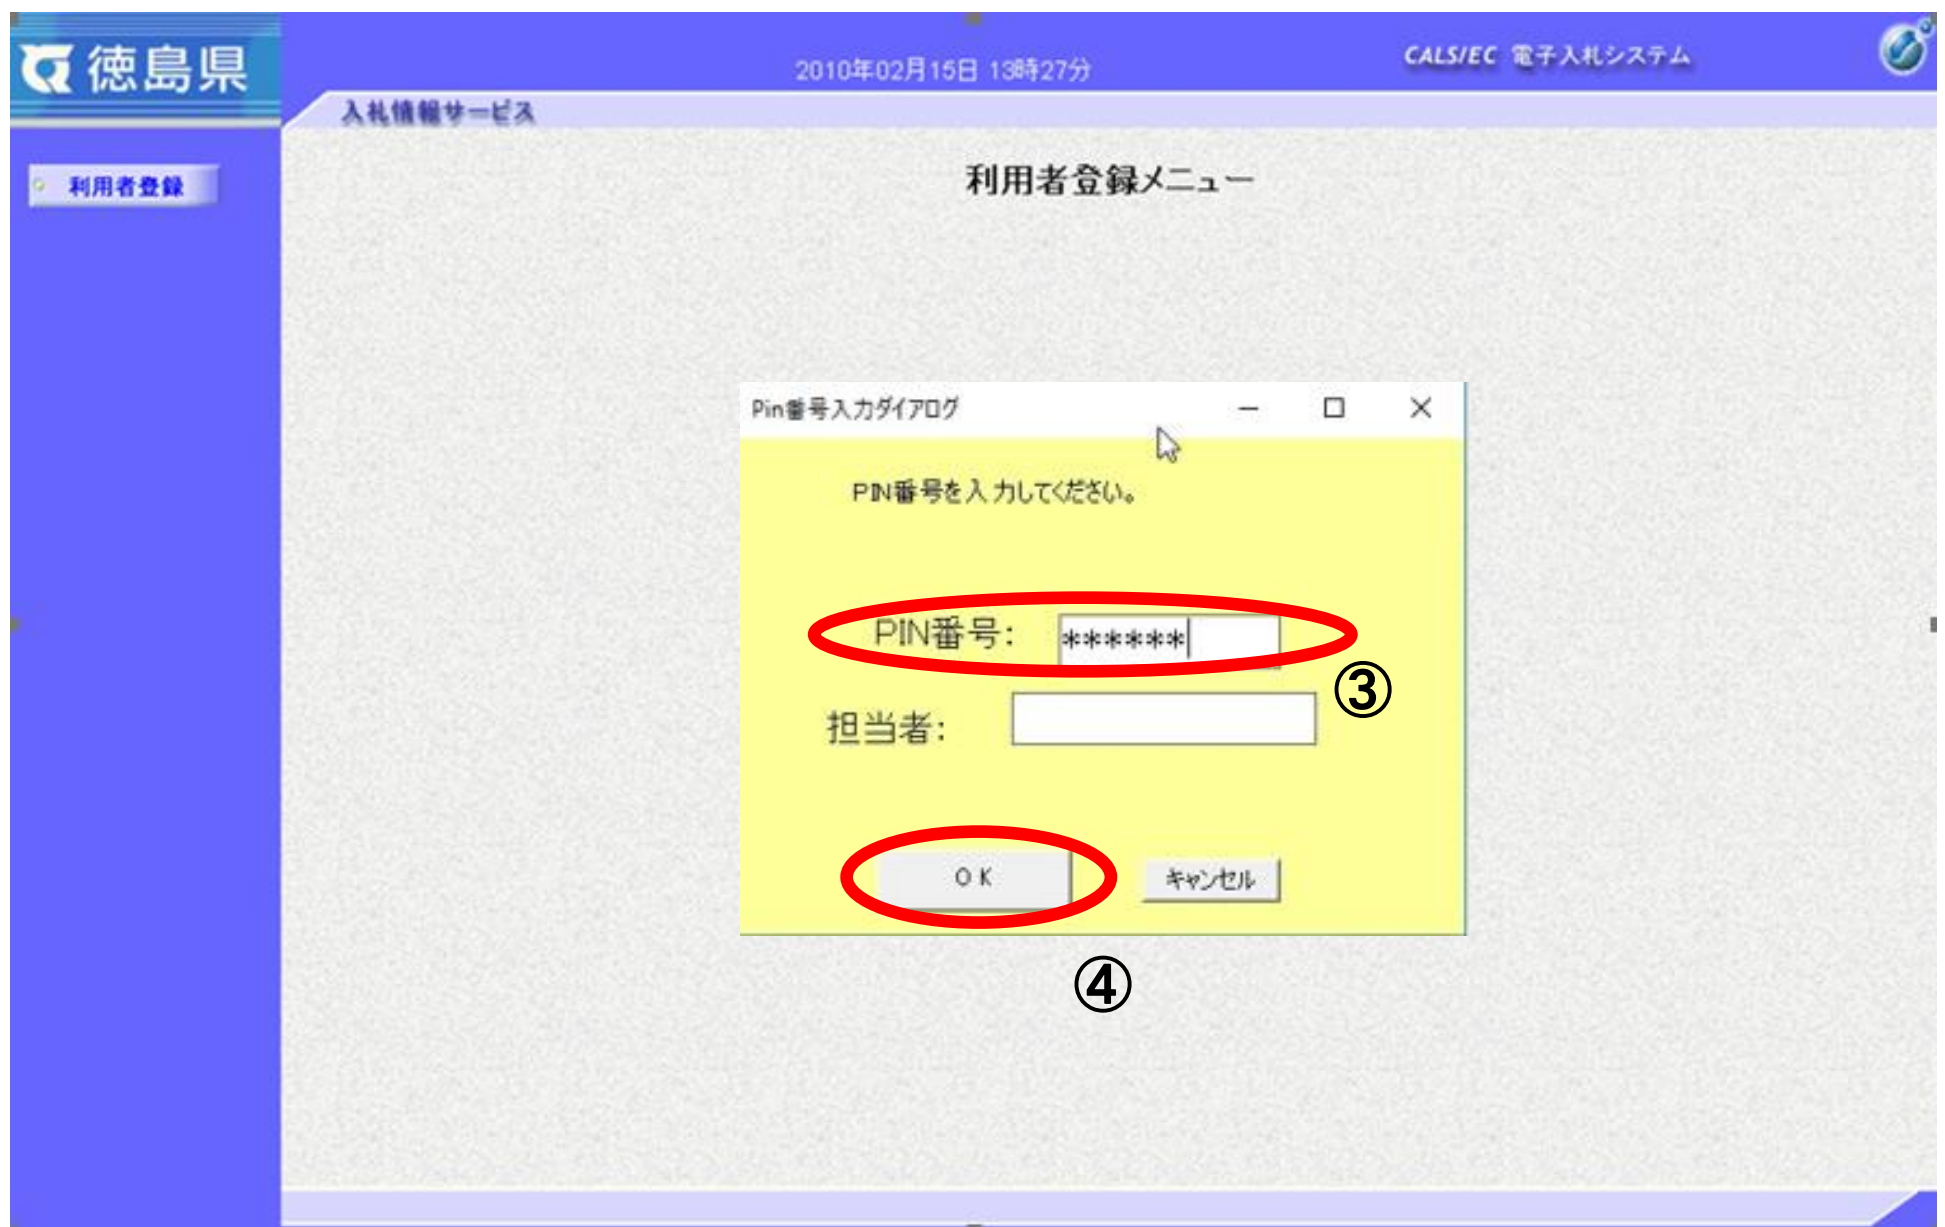 徳島県
2010年02月15日 13時27分
CALS/EC 電子入札システム
入札情報サービス
利用者登録
利用者登録メニュー
Pin番号入力ダイアログ
PIN番号を入力してください。
PIN番号:
******
③
担当者:
OK
キャンセル
④